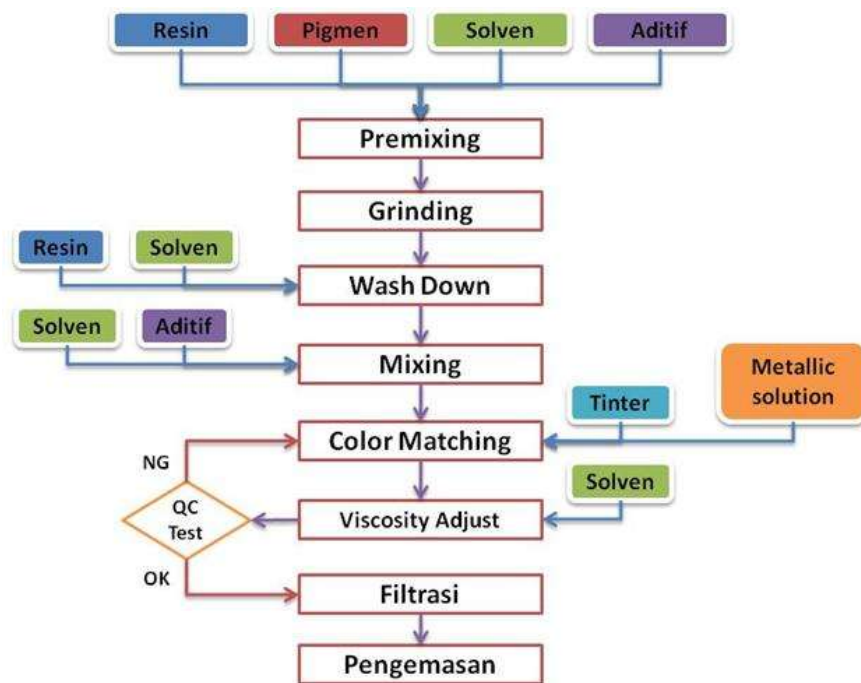 Resin
Pigmen
Solven
Aditif
Premixing
Grinding
Resin
Solven
Wash Down
Solven
Aditif
Mixing
Metallic
solution
Tinter
Color Matching
NG
Solven
QC
Test
Viscosity Adjust
OK
Filtrasi
Pengemasan